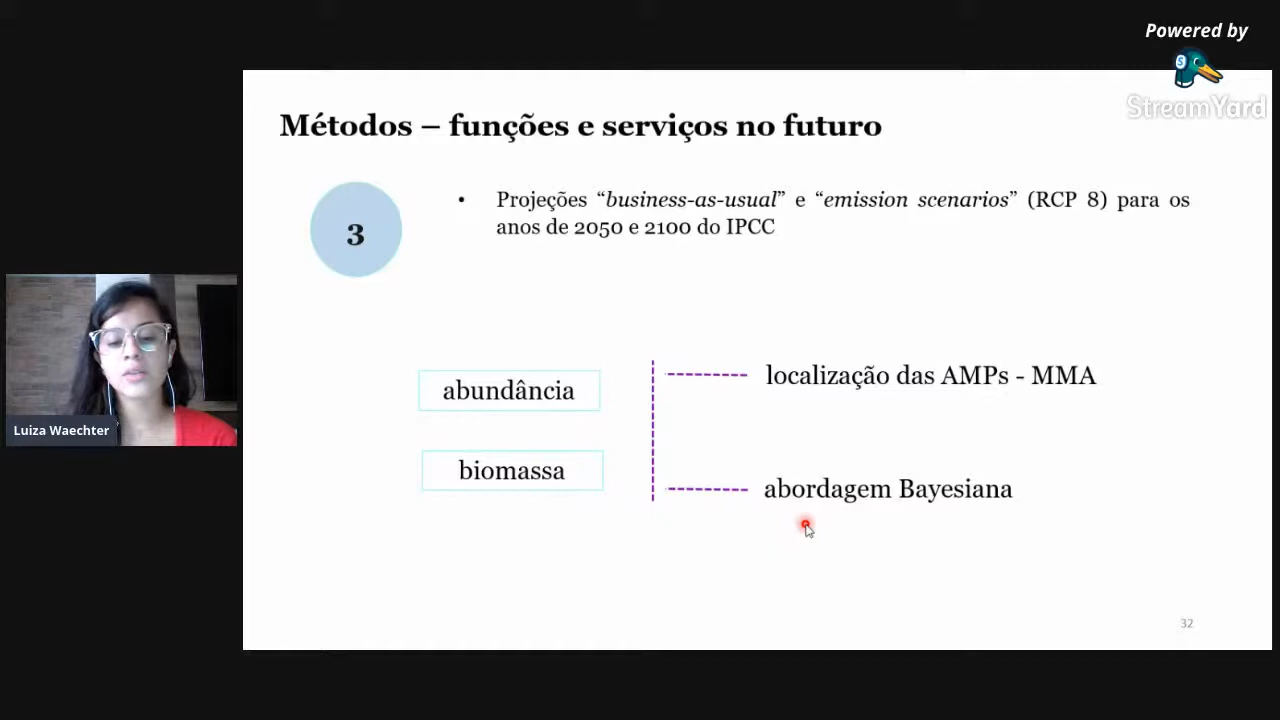 Powered by
StreamYard
Métodos – funções e serviços no futuro
3
• Projeções “business-as-usual” e “emission scenarios” (RCP 8) para os
anos de 2050 e 2100 do IPCC
abundância
localização das AMPs - MMA
biomassa
abordagem Bayesiana
Luiza Waechter
32